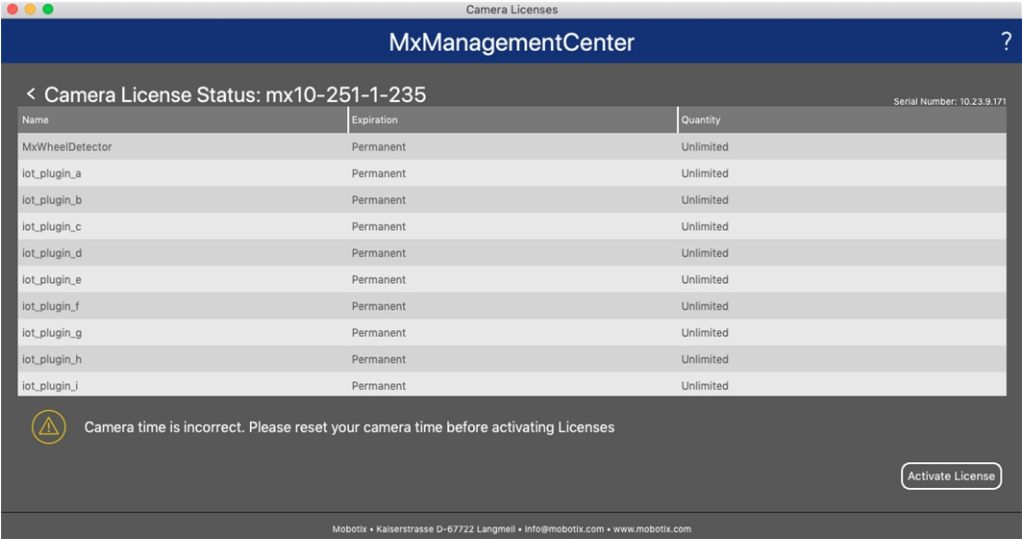 Camera Licenses
MxManagementCenter
?
< Camera License Status: mx10-251-1-235
Serial Number: 10.23.9.171
Name Expiration Quantity
MxWheelDetector Permanent Unlimited
iot_plugin_a Permanent Unlimited
iot_plugin_b Permanent Unlimited
iot_plugin_c Permanent Unlimited
iot_plugin_d Permanent Unlimited
iot_plugin_e Permanent Unlimited
iot_plugin_f Permanent Unlimited
iot_plugin_g Permanent Unlimited
iot_plugin_h Permanent Unlimited
iot_plugin_i Permanent Unlimited
Camera time is incorrect. Please reset your camera time before activating Licenses
Activate License
Mobotix • Kaiserstrasse D-67722 Langmeil • info@mobotix.com • www.mobotix.com